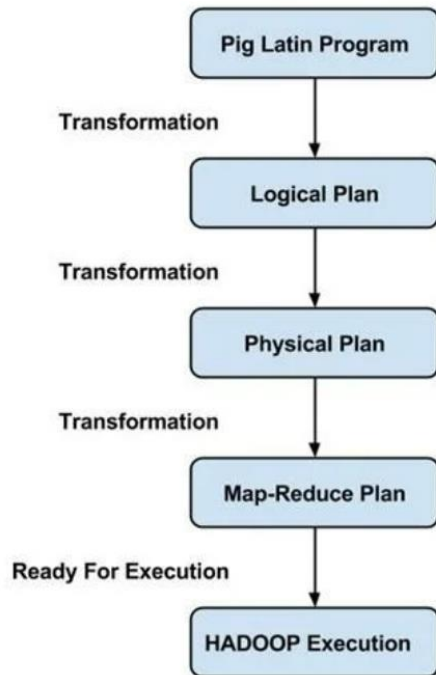 Pig Latin Program
Transformation
Logical Plan
Transformation
Physical Plan
Transformation
Map-Reduce Plan
Ready For Execution
HADOOP Execution